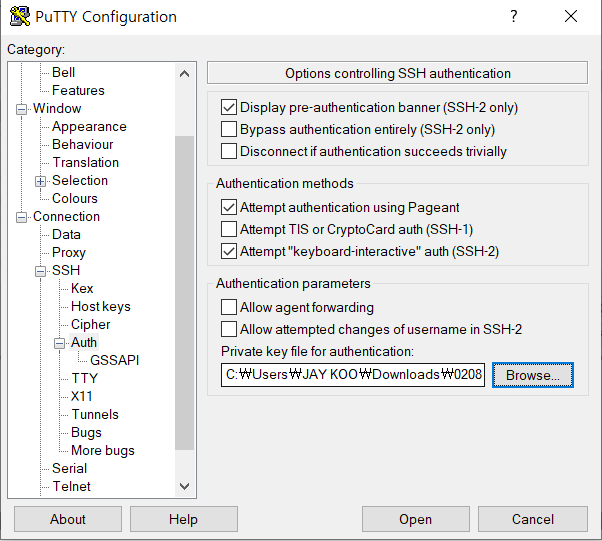 PuTTY Configuration
Category:
Bell
Features
Window
Appearance
Behaviour
Translation
Selection
Colours
Connection
Data
Proxy
SSH
Kex
Host keys
Cipher
Auth
GSSAPI
TTY
X11
Tunnels
Bugs
More bugs
Serial
Telnet
Options controlling SSH authentication
Display pre-authentication banner (SSH-2 only)
Bypass authentication entirely (SSH-2 only)
Disconnect if authentication succeeds trivially
Authentication methods
Attempt authentication using Pageant
Attempt TIS or CryptoCard auth (SSH-1)
Attempt "keyboard-interactive" auth (SSH-2)
Authentication parameters
Allow agent forwarding
Allow attempted changes of username in SSH-2
Private key file for authentication:
C:₩Users₩JAY KOO₩Downloads₩0208 Browse...
About Help Open Cancel